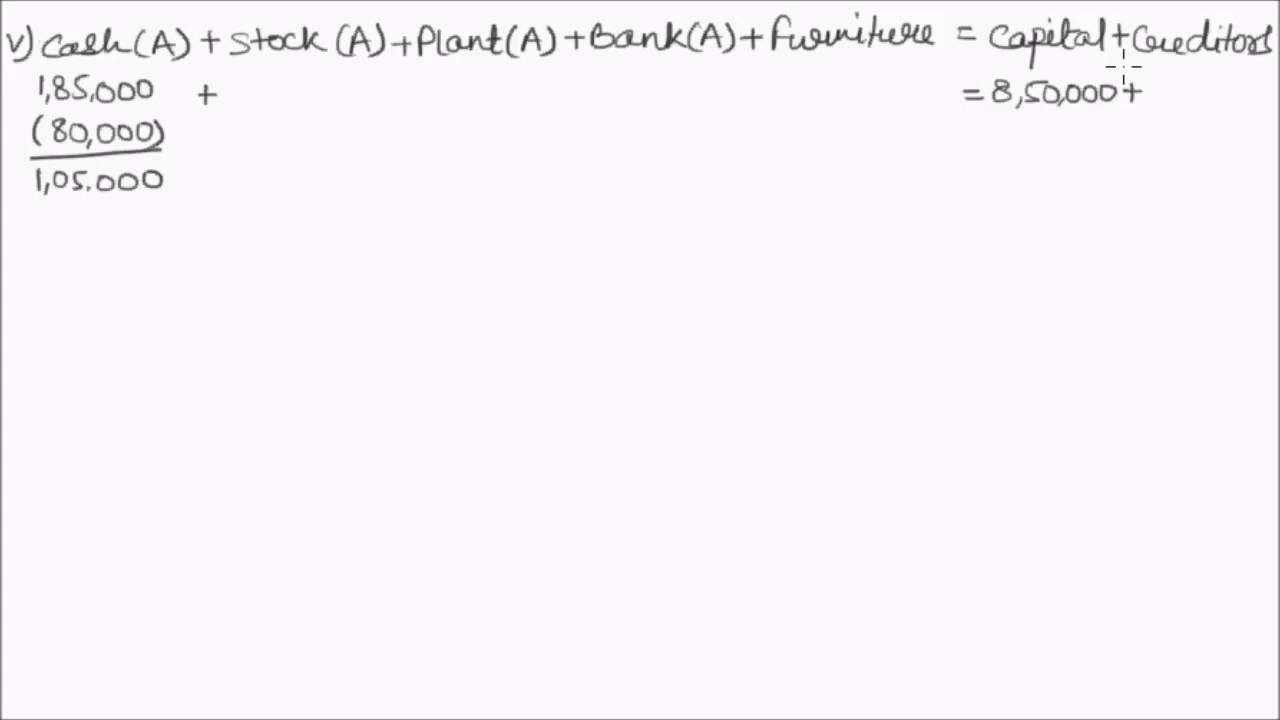 v) Cash (A) + Stock (A) + Plant (A) + Bank (A) + Furniture = Capital + Creditors
1,85,000 + = 8,50,000 +
(80,000)
1,05.000